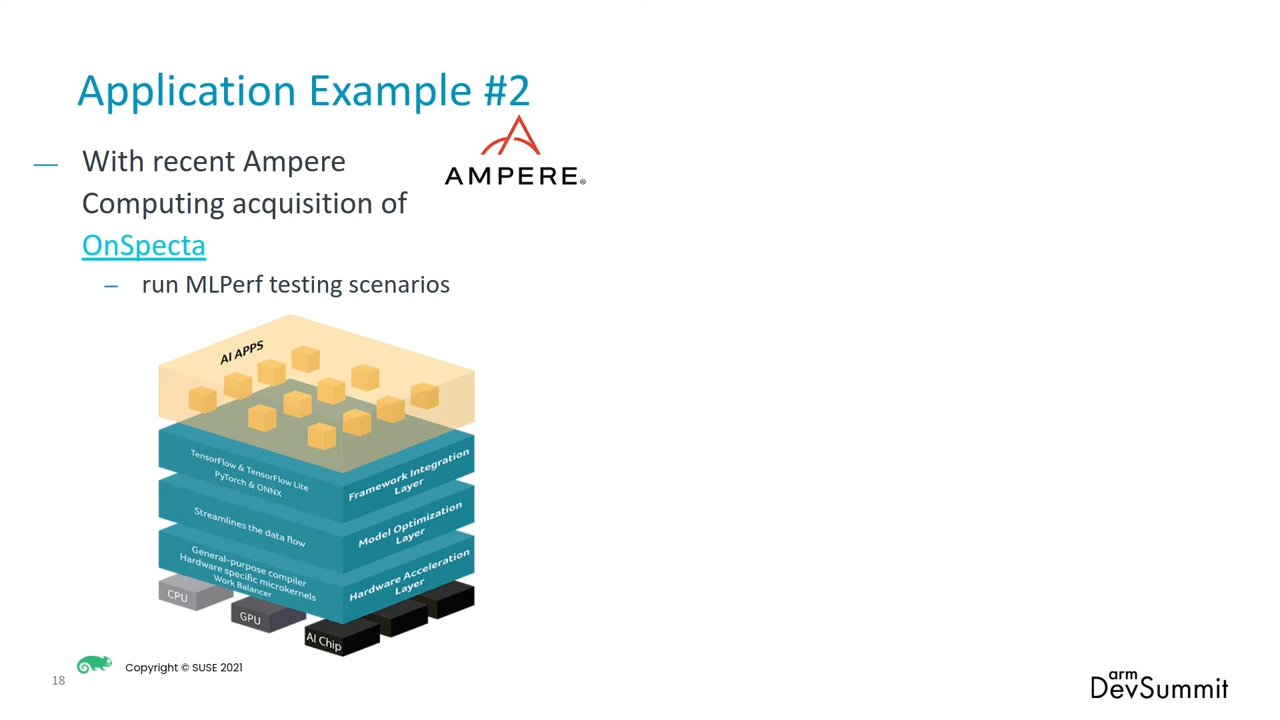 Application Example #2
— With recent Ampere
Computing acquisition of
OnSpecta
– run MLPerf testing scenarios
AMPERE®
AI APPS
TensorFlow & TensorFlow Lite
PyTorch & ONNX
Framework Integration
Layer
Streamlines the data flow
Model Optimization
Layer
General-purpose compiler
Hardware specific microkernels
Work Balancer
Hardware Acceleration
Layer
CPU
GPU
AI Chip
Copyright © SUSE 2021
18
arm
DevSummit